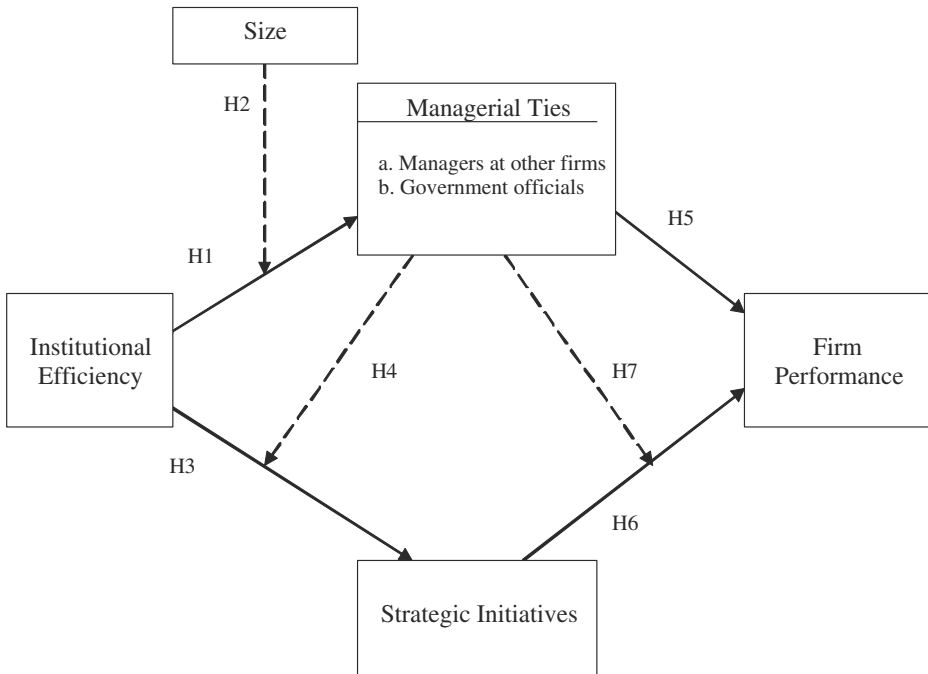 Size
H2
Managerial Ties
a. Managers at other firms
b. Government officials
H1
H5
Institutional
Efficiency
H4
H7
Firm
Performance
H3
H6
Strategic Initiatives